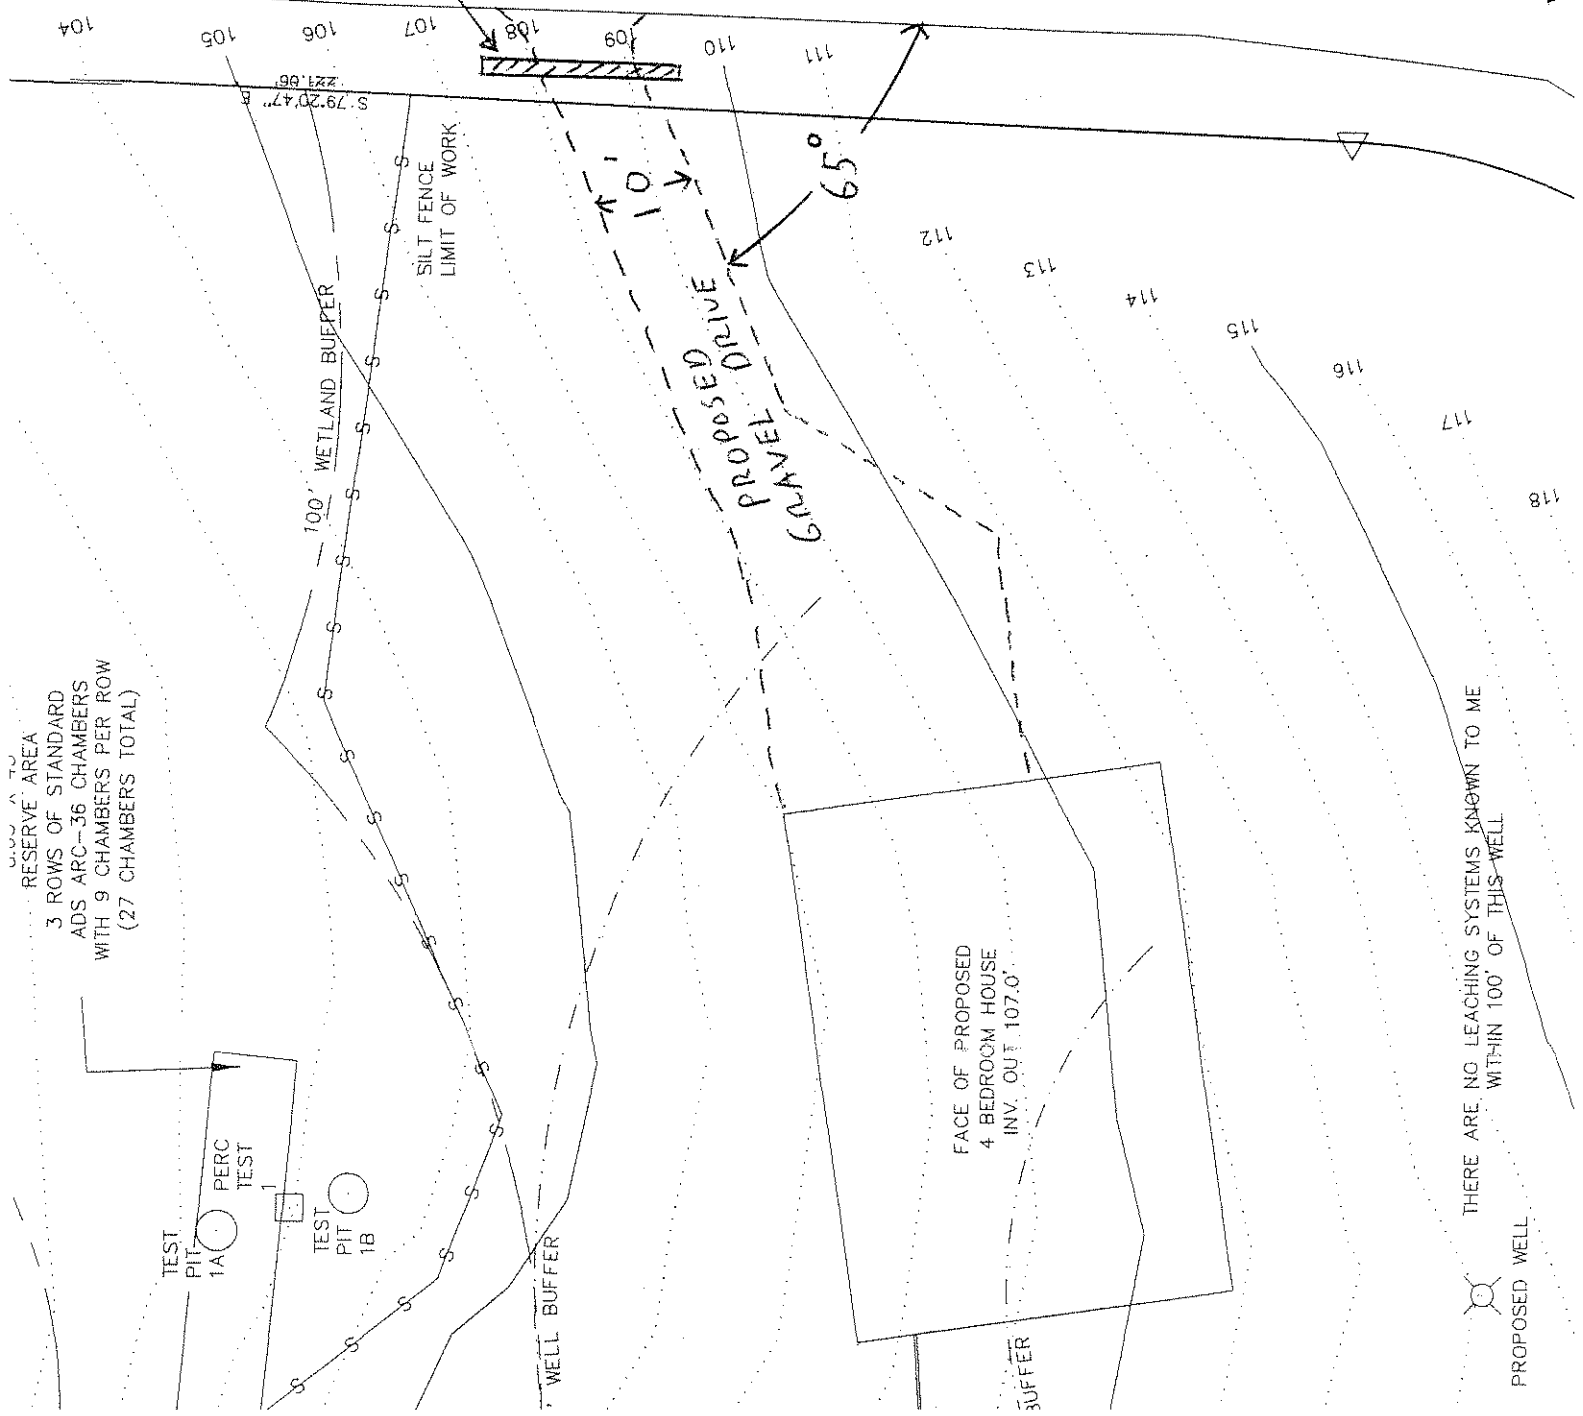 104
105
106
107
108
109
110
111
112
113
114
115
116
117
118
S 79°20'47" E
221.06'
SILT FENCE
LIMIT OF WORK
10'
65°
100' WETLAND BUFFER
PROPOSED
GRAVEL DRIVE
RESERVE AREA
3 ROWS OF STANDARD
ADS ARC-36 CHAMBERS
WITH 9 CHAMBERS PER ROW
(27 CHAMBERS TOTAL)
S S S S S S S S S S S S S S S S S S S S S
TEST
PIT
1A
PERC
TEST
1
TEST
PIT
1B
' WELL BUFFER
BUFFER
FACE OF PROPOSED
4 BEDROOM HOUSE
INV. OUT 107.0'
THERE ARE NO LEACHING SYSTEMS KNOWN TO ME
WITHIN 100' OF THIS WELL
PROPOSED WELL